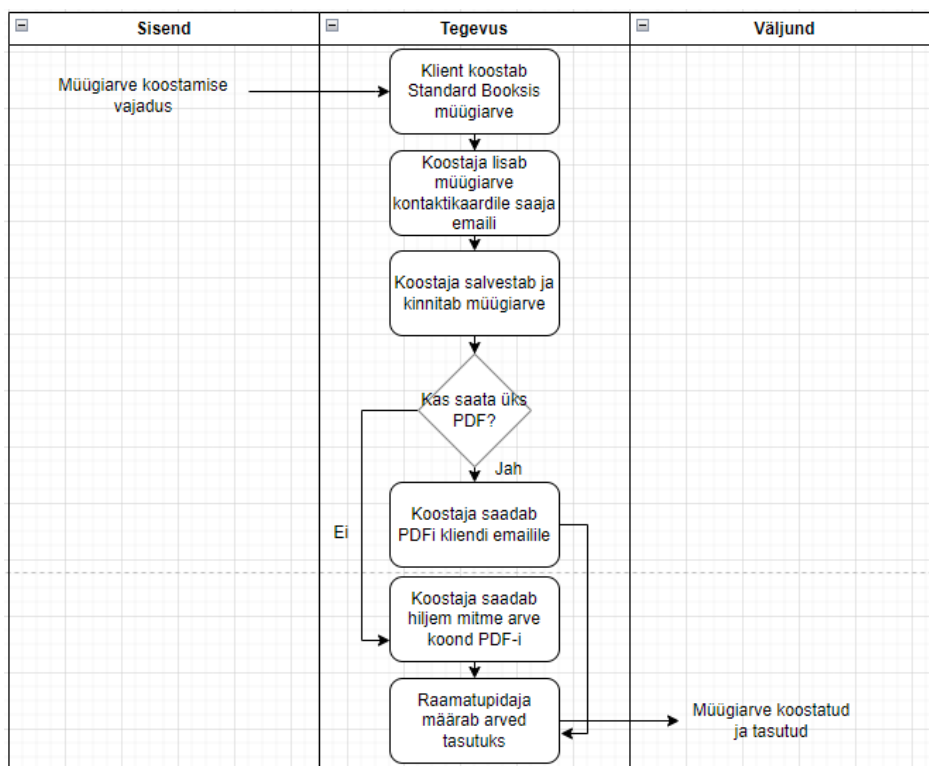 Sisend
Tegevus
Väljund
Müügiarve koostamise
vajadus
Klient koostab
Standard Booksis
müügiarve
Koostaja lisab
müügiarve
kontaktikaardile saaja
emaili
Koostaja salvestab ja
kinnitab müügiarve
Kas saata üks
PDF?
Jah
Ei
Koostaja saadab
PDFi kliendi emailile
Koostaja saadab
hiljem mitme arve
koond PDF-i
Raamatupidaja
määrab arved
tasutuks
Müügiarve koostatud
ja tasutud